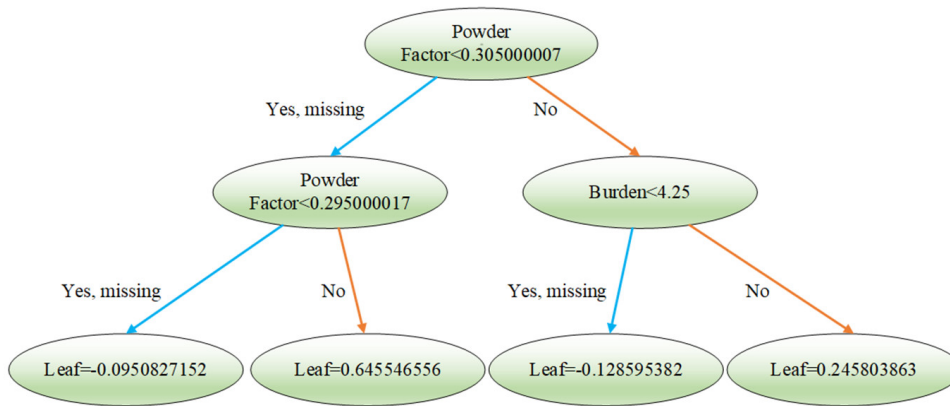 Powder
Factor<0.305000007
Yes, missing
No
Powder
Factor<0.295000017
Burden<4.25
Yes, missing
No
Yes, missing
No
Leaf=-0.0950827152
Leaf=0.645546556
Leaf=-0.128595382
Leaf=0.245803863